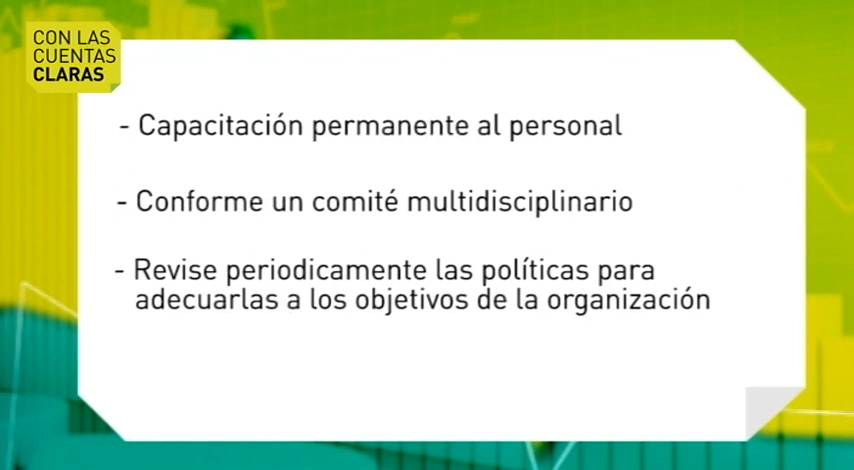 CON LAS
CUENTAS
CLARAS
- Capacitación permanente al personal
- Conforme un comité multidisciplinario
- Revise periodicamente las políticas para
adecuarlas a los objetivos de la organización